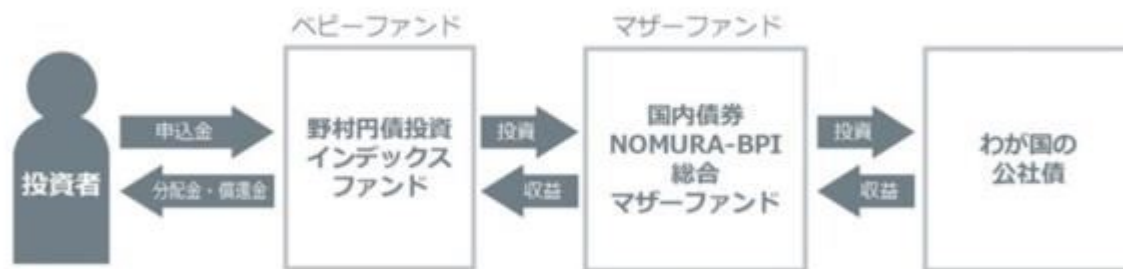 ベビーファンド
マザーファンド
投資者
申込金
分配金・償還金
野村円債投資
インデックス
ファンド
投資
収益
国内債券
NOMURA-BPI
総合
マザーファンド
投資
収益
わが国の
公社債